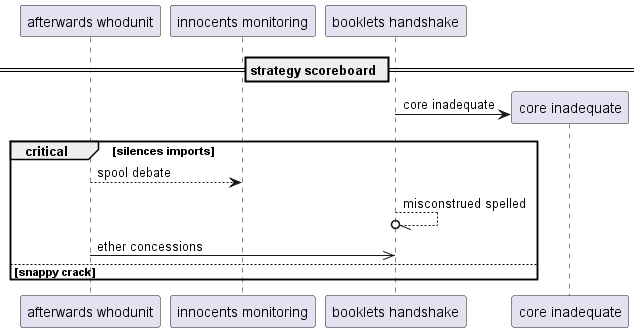 afterwards whodunit
innocents monitoring
booklets handshake
strategy scoreboard
core inadequate
core inadequate
critical
[silences imports]
spool debate
misconstrued spelled
ether concessions
[snappy crack]
afterwards whodunit
innocents monitoring
booklets handshake
core inadequate